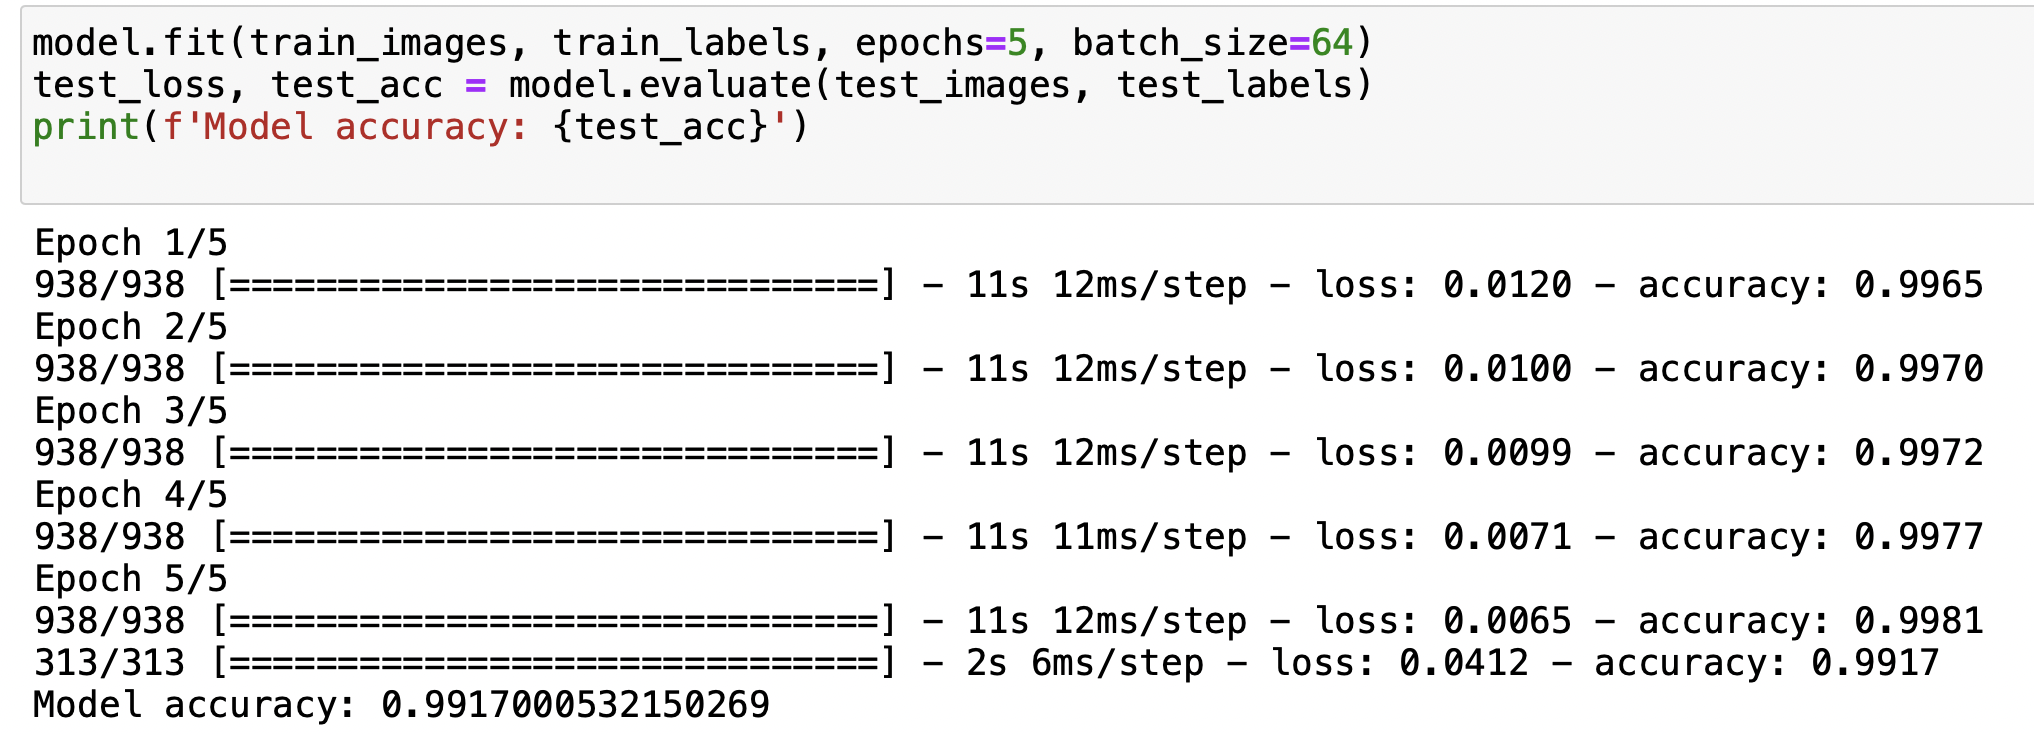 model.fit(train_images, train_labels, epochs=5, batch_size=64)
test_loss, test_acc = model.evaluate(test_images, test_labels)
print(f'Model accuracy: {test_acc}')
Epoch 1/5
938/938 [==============================] - 11s 12ms/step - loss: 0.0120 - accuracy: 0.9965
Epoch 2/5
938/938 [==============================] - 11s 12ms/step - loss: 0.0100 - accuracy: 0.9970
Epoch 3/5
938/938 [==============================] - 11s 12ms/step - loss: 0.0099 - accuracy: 0.9972
Epoch 4/5
938/938 [==============================] - 11s 11ms/step - loss: 0.0071 - accuracy: 0.9977
Epoch 5/5
938/938 [==============================] - 11s 12ms/step - loss: 0.0065 - accuracy: 0.9981
313/313 [==============================] - 2s 6ms/step - loss: 0.0412 - accuracy: 0.9917
Model accuracy: 0.9917000532150269